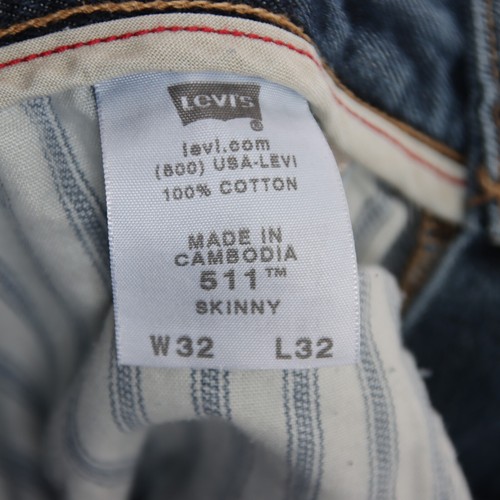 Levi's
®
levi.com
(800) USA-LEVI
100% COTTON
MADE IN
CAMBODIA
511™
SKINNY
W32 L32